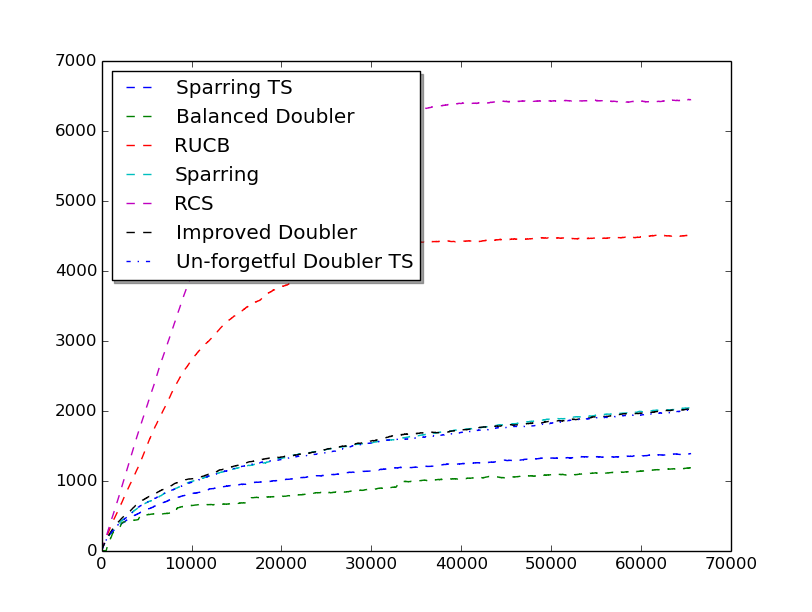 7000
6000
5000
4000
3000
2000
1000
0
Sparring TS
Balanced Doubler
RUCB
Sparring
RCS
Improved Doubler
Un-forgetful Doubler TS
0 10000 20000 30000 40000 50000 60000 70000